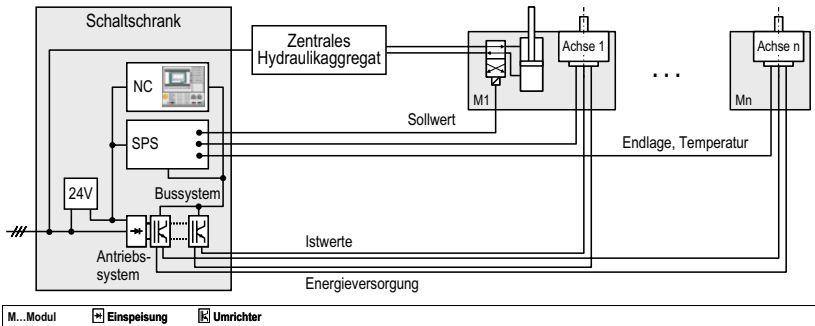 Schaltschrank
Zentrales
Hydraulikaggregat
Achse 1
Achse n
. . .
NC
M1
Mn
Sollwert
SPS
Endlage, Temperatur
24V
Bussystem
Istwerte
Antriebs-
system
Energieversorgung
M...Modul Einspeisung Umrichter